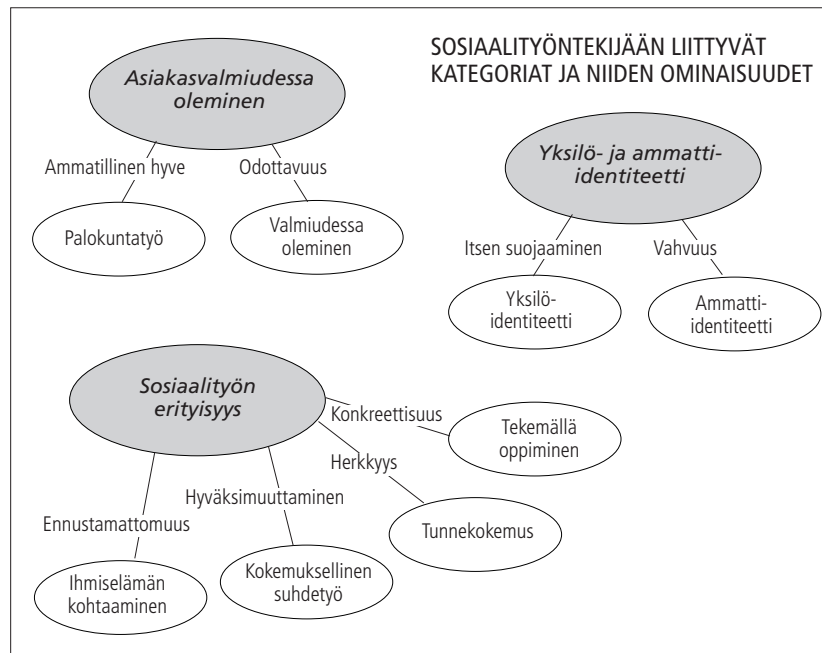 SOSIAALITYÖNTEKIJÄÄN LIITTYVÄT
KATEGORIAT JA NIIDEN OMINAISUUDET
Asiakasvalmiudessa
oleminen
Ammatillinen hyve
Odottavuus
Palokuntatyö
Valmiudessa
oleminen
Yksilö- ja ammatti-
identiteetti
Itsen suojaaminen
Vahvuus
Yksilö-
identiteetti
Ammatti-
identiteetti
Sosiaalityön
erityisyys
Konkreettisuus
Tekemällä
oppiminen
Herkkyys
Tunnekokemus
Hyväksimuuttaminen
Kokemuksellinen
suhdetyö
Ennustamattomuus
Ihmiselämän
kohtaaminen